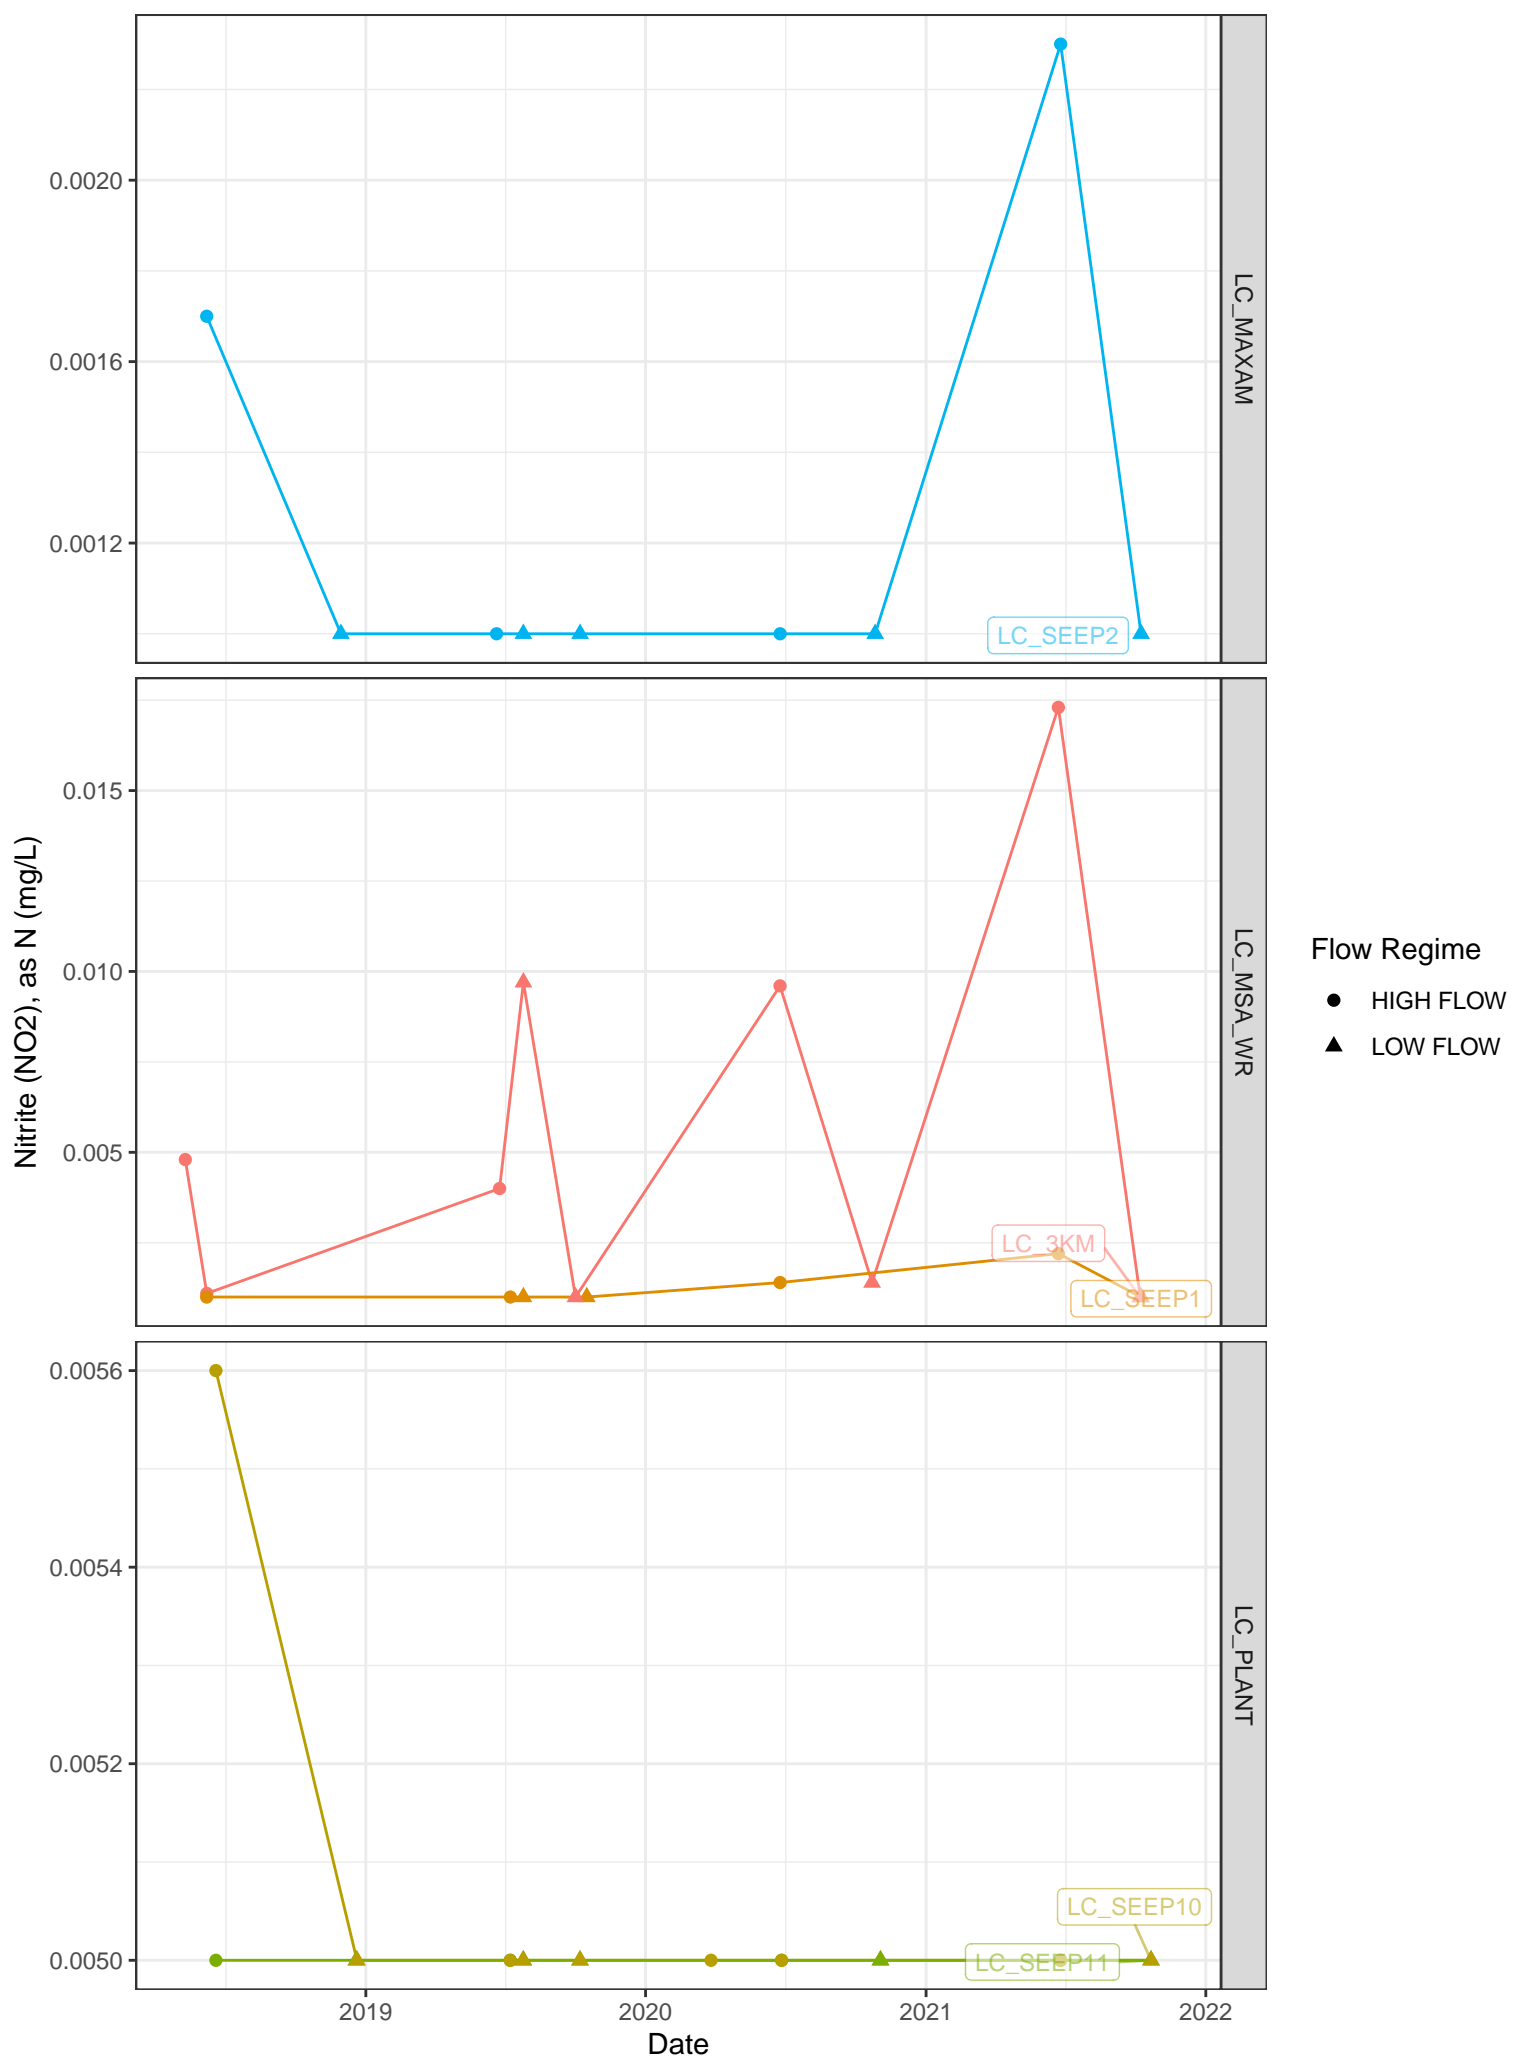 0.0020
0.0016
0.0012
LC_SEEP2
LC_MAXAM
Nitrite (NO2), as N (mg/L)
0.015
0.010
0.005
LC_3KM
LC_SEEP1
LC_MSA_WR
Flow Regime
HIGH FLOW
LOW FLOW
0.0056
0.0054
0.0052
0.0050
LC_SEEP10
LC_SEEP11
LC_PLANT
2019
2020
2021
2022
Date